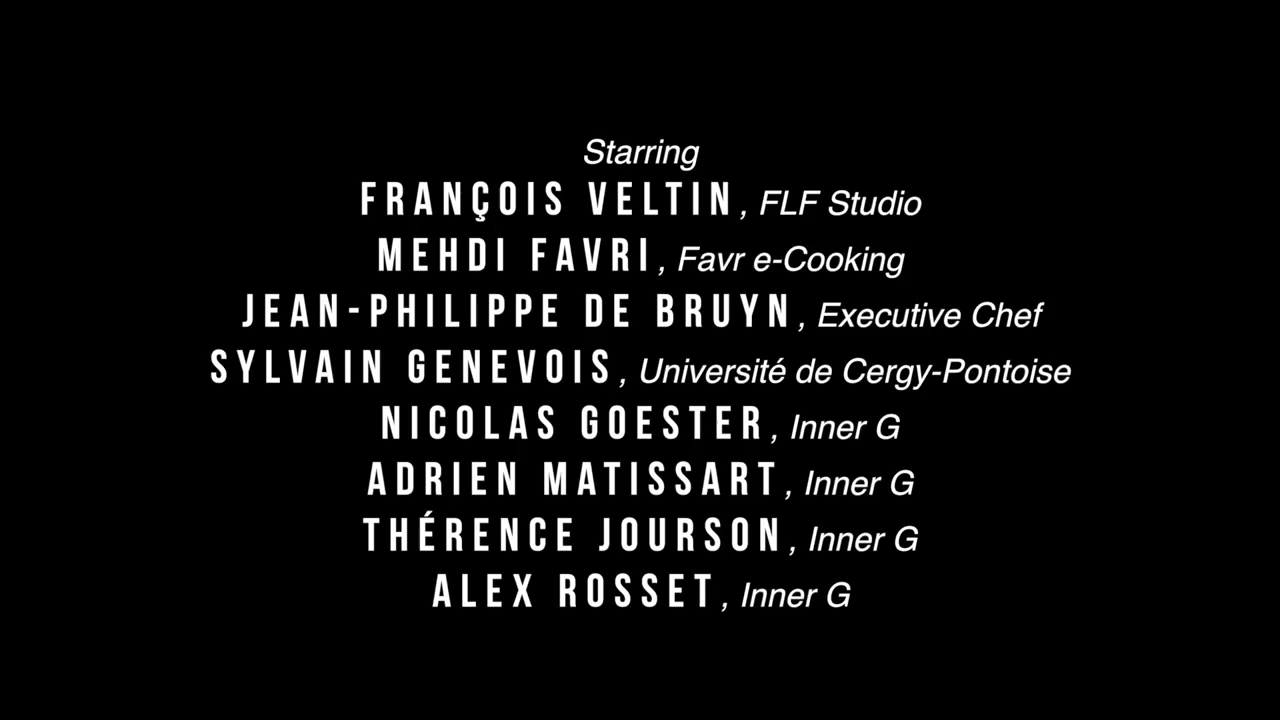 Starring
FRANÇOIS VELTIN, FLF Studio
MEHDI FAVRI, Favr e-Cooking
JEAN-PHILIPPE DE BRUYN, Executive Chef
SYLVAIN GENEVOIS, Université de Cergy-Pontoise
NICOLAS GOESTER, Inner G
ADRIEN MATISSART, Inner G
THÉRENCE JOURSON, Inner G
ALEX ROSSET, Inner G